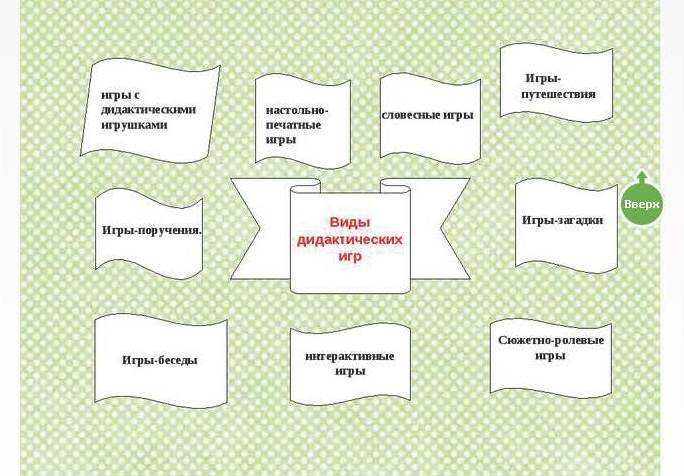 игры с
дидактическими
игрушками
настольно-
печатные
игры
словесные игры
Игры-
путешествия
Игры-поручения.
Виды
дидактических
игр
Игры-загадки
Вверх
Игры-беседы
интерактивные
игры
Сюжетно-ролевые
игры